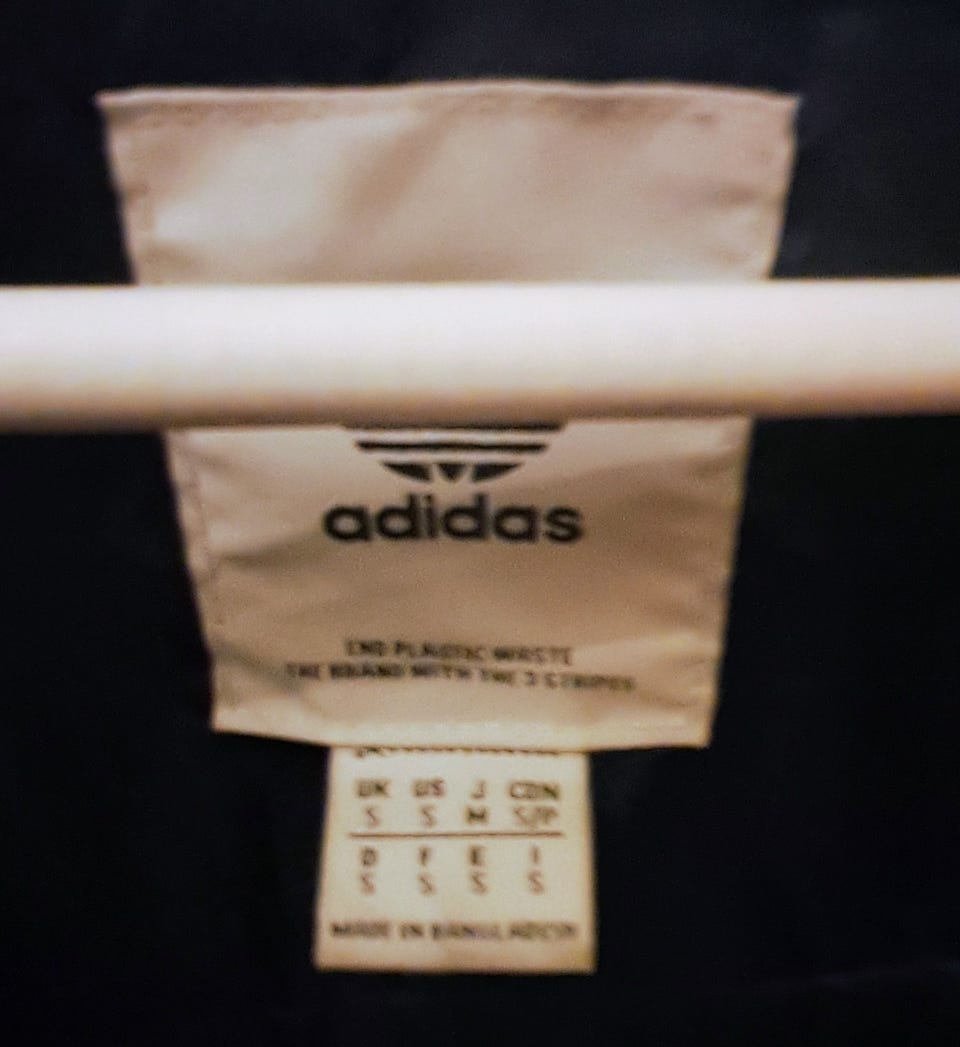 adidas
END PLASTIC WASTE
THE BRAND WITH THE 3 STRIPES
UK US J CDN
S S M S/P
D F E I
S S S S
MADE IN BANGLADESH